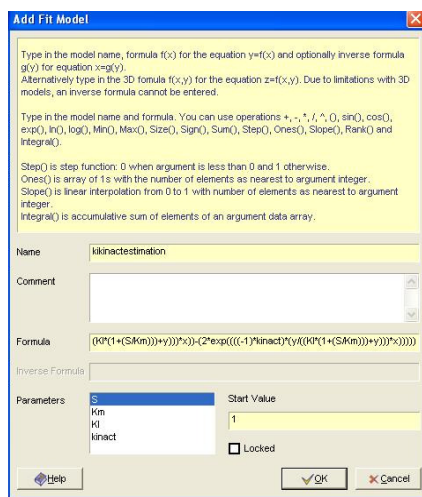 Add Fit Model
Type in the model name, formula f(x) for the equation y=f(x) and optionally inverse formula
g(y) for equation x=g(y).
Alternatively type in the 3D fomula f(x,y) for the equation z=f(x,y). Due to limitations with 3D
models, an inverse formula cannot be entered.
Type in the model name and formula. You can use operations +, -, *, /, ^, (), sin(), cos(),
exp(), ln(), log(), Min(), Max(), Size(), Sign(), Sum(), Step(), Ones(), Slope(), Rank() and
Integral().
Step() is step function: 0 when argument is less than 0 and 1 otherwise.
Ones() is array of 1s with the number of elements as nearest to argument integer.
Slope() is linear interpolation from 0 to 1 with number of elements as nearest to argument
integer.
Integral() is accumulative sum of elements of an argument data array.
Name
kikinactestimation
Comment
Formula
(KI*(1+(S/Km)))+y)))*x))-(2*exp((((-1)*kinact)*(y/((KI*(1+(S/Km)))+y)))*x)))))
Inverse Formula
Parameters
S
Km
KI
kinact
Start Value
1
Locked
Help
OK
Cancel